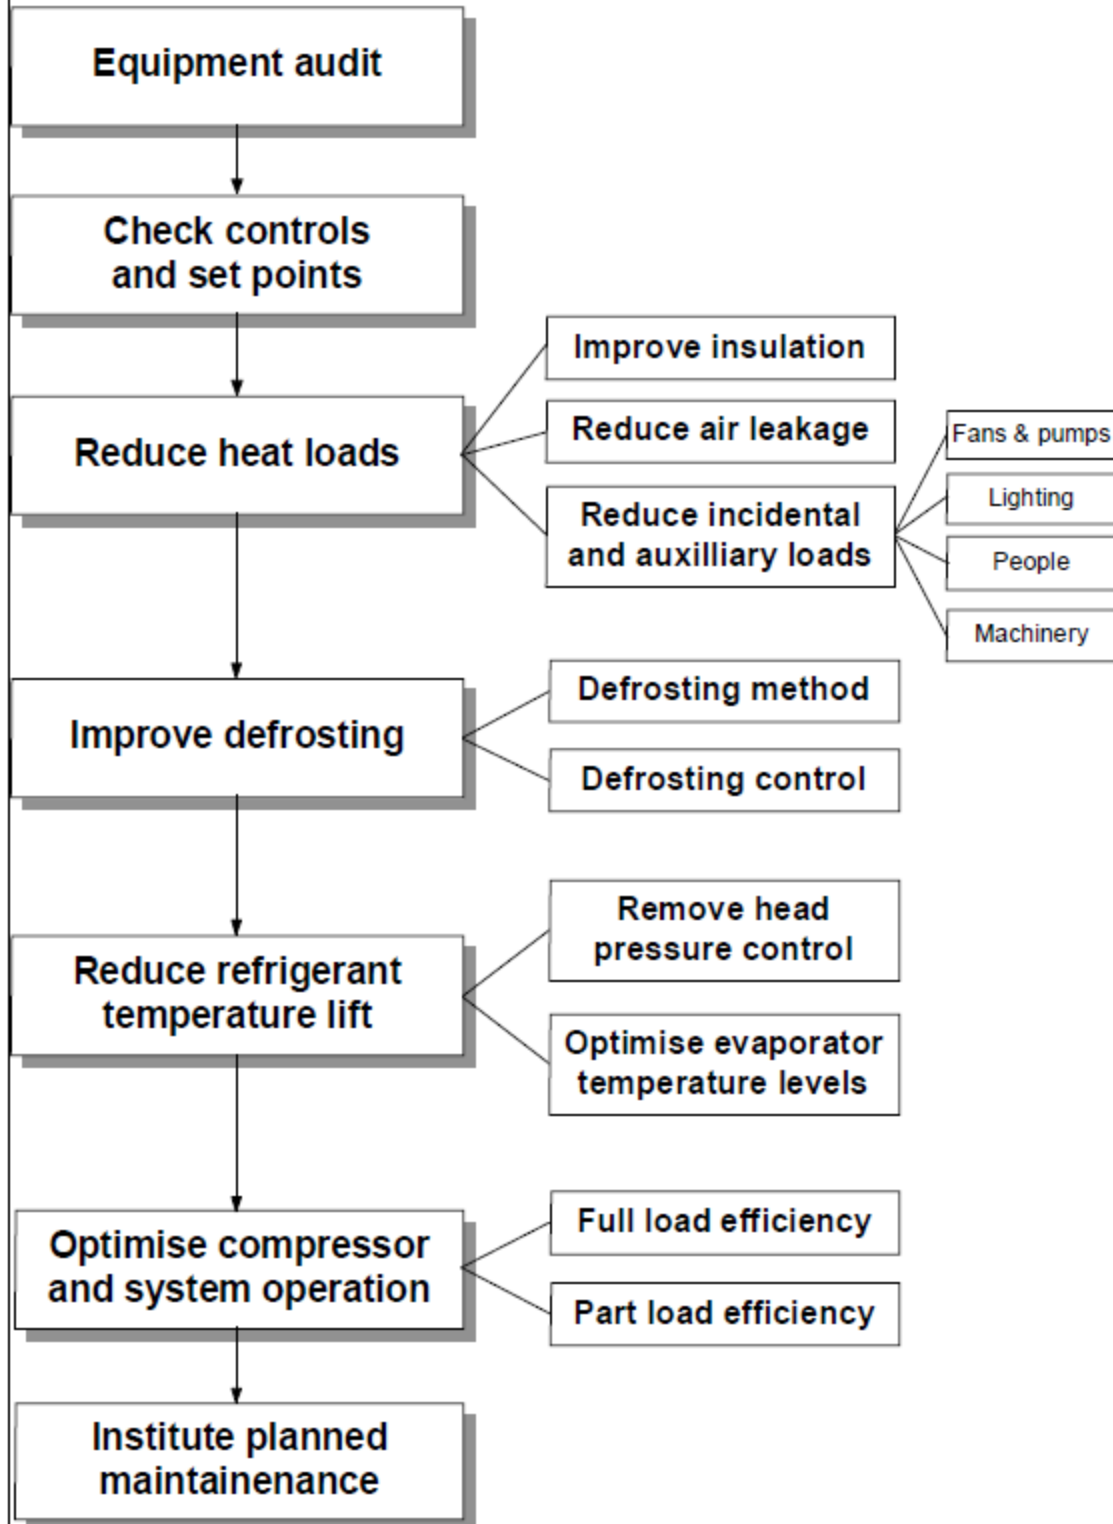 Equipment audit
Check controls
and set points
Reduce heat loads
Improve insulation
Reduce air leakage
Reduce incidental
and auxilliary loads
Fans & pumps
Lighting
People
Machinery
Improve defrosting
Defrosting method
Defrosting control
Reduce refrigerant
temperature lift
Remove head
pressure control
Optimise evaporator
temperature levels
Optimise compressor
and system operation
Full load efficiency
Part load efficiency
Institute planned
maintainenance